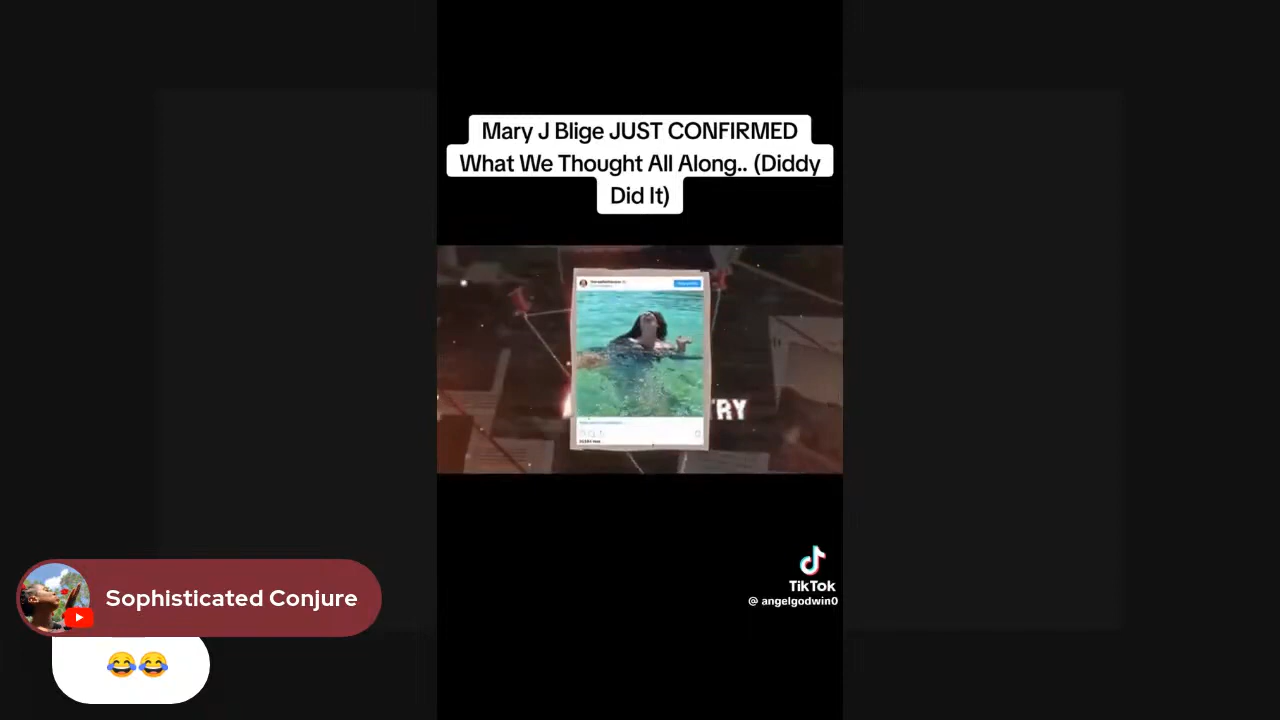 Mary J Blige JUST CONFIRMED
What We Thought All Along.. (Diddy
Did It)
RY
TikTok
@ angelgodwin0
Sophisticated Conjure
😂😂